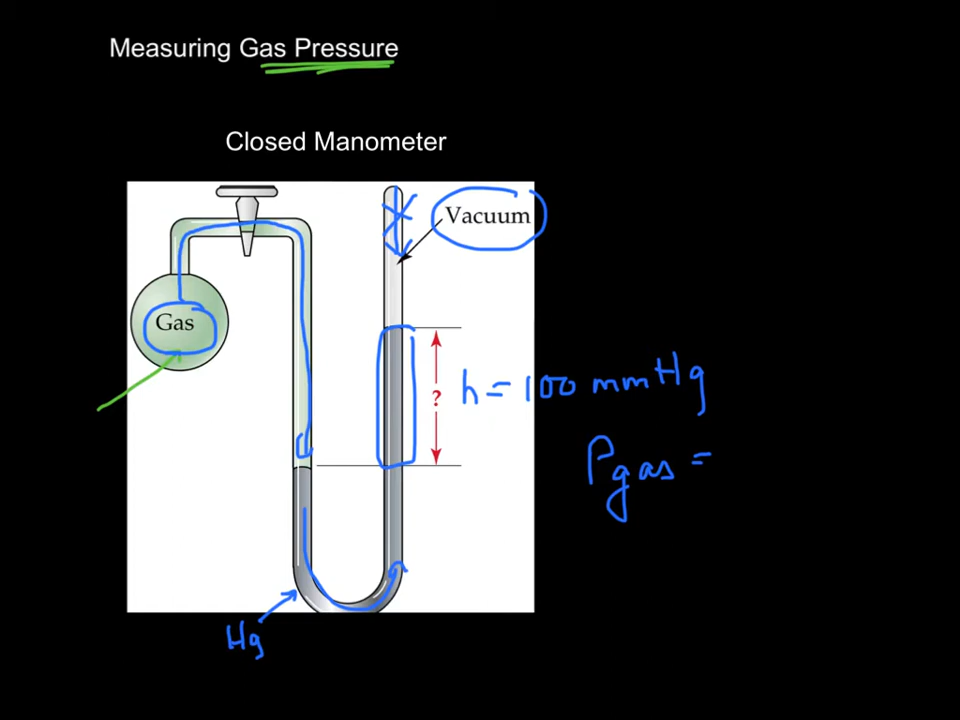 Measuring Gas Pressure
Closed Manometer
Vacuum
Gas
?
h = 100 mmHg
Pgas =
Hg